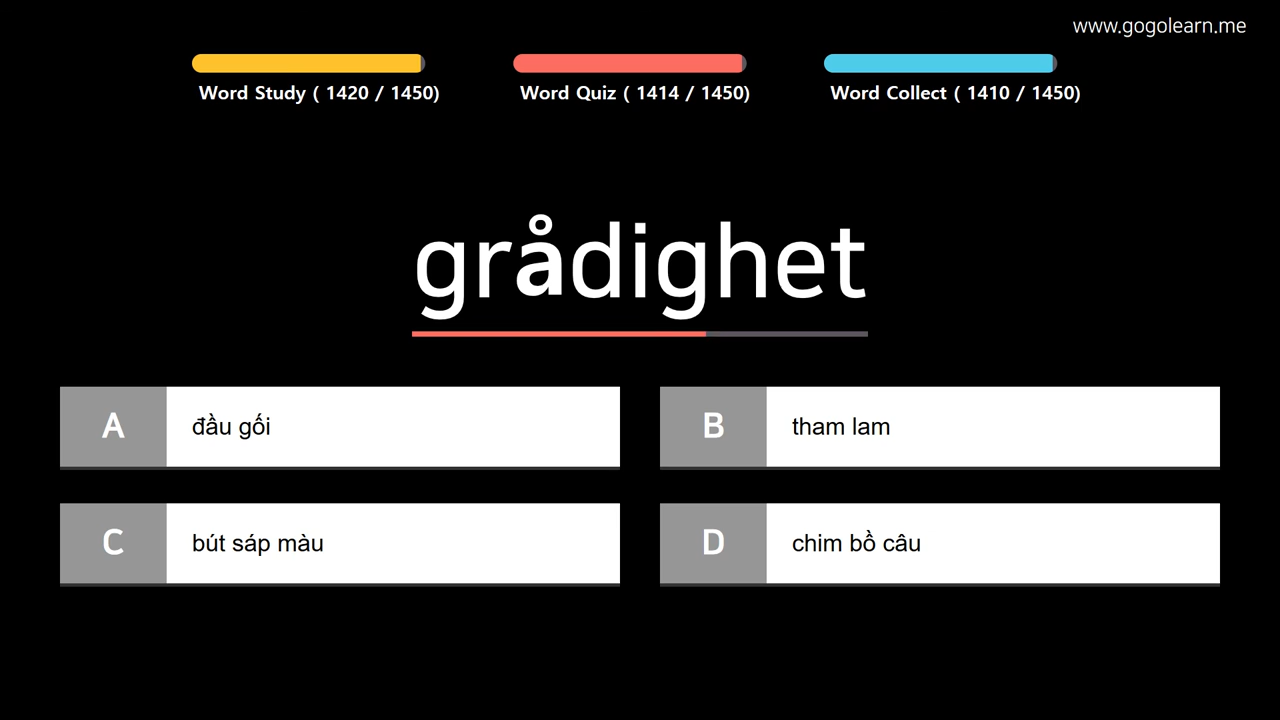 www.gogolearn.me
Word Study ( 1420 / 1450)
Word Quiz ( 1414 / 1450)
Word Collect ( 1410 / 1450)
grådighet
A đầu gối
B tham lam
C bút sáp màu
D chim bồ câu